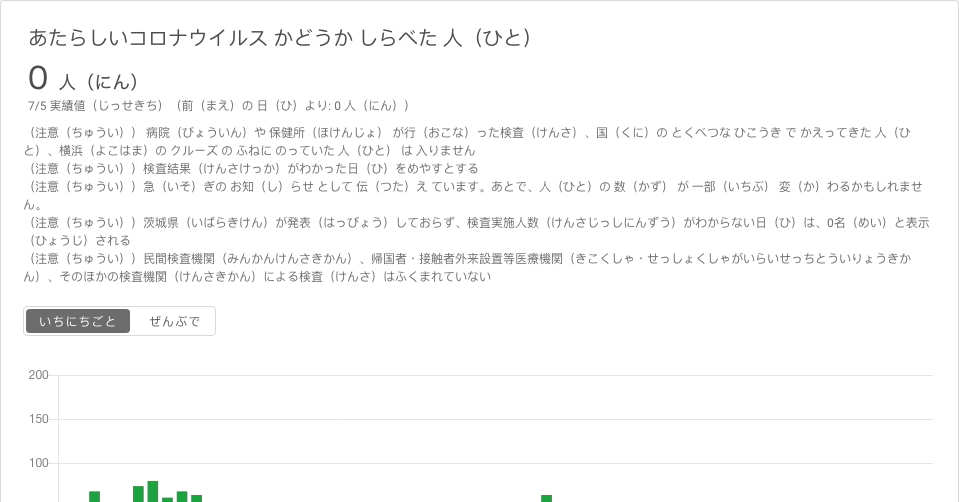 あたらしいコロナウイルス かどうか しらべた 人（ひと）
0 人（にん）
7/5 実績値（じっせきち）（前（まえ）の 日（ひ）より: 0 人（にん））
（注意（ちゅうい）） 病院（びょういん）や 保健所（ほけんじょ） が行（おこな）った検査（けんさ）、国（くに）の とくべつな ひこうき で かえってきた 人（ひ
と）、横浜（よこはま）の クルーズ の ふねに のっていた 人（ひと） は 入りません
（注意（ちゅうい））検査結果（けんさけっか）がわかった日（ひ）をめやすとする
（注意（ちゅうい））急（いそ）ぎの お知（し）らせ として 伝（つた）え ています。あとで、人（ひと）の 数（かず） が 一部（いちぶ） 変（か）わるかもしれませ
ん。
（注意（ちゅうい））茨城県（いばらきけん）が発表（はっぴょう）しておらず、検査実施人数（けんさじっしにんずう）がわからない日（ひ）は、0名（めい）と表示
（ひょうじ）される
（注意（ちゅうい））民間検査機関（みんかんけんさきかん）、帰国者・接触者外来設置等医療機関（きこくしゃ・せっしょくしゃがいらいせっちとういりょうきか
ん）、そのほかの検査機関（けんさきかん）による検査（けんさ）はふくまれていない
いちにちごと ぜんぶで
200
150
100